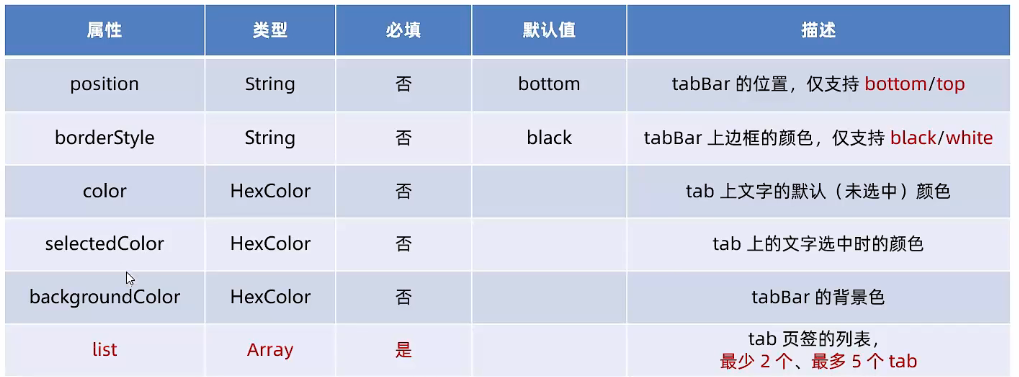 属性 类型 必填 默认值 描述
position String 否 bottom tabBar 的位置，仅支持 bottom/top
borderStyle String 否 black tabBar 上边框的颜色，仅支持 black/white
color HexColor 否 tab 上文字的默认（未选中）颜色
selectedColor HexColor 否 tab 上的文字选中时的颜色
backgroundColor HexColor 否 tabBar 的背景色
list Array 是 tab 页签的列表，
最少 2 个、最多 5 个 tab